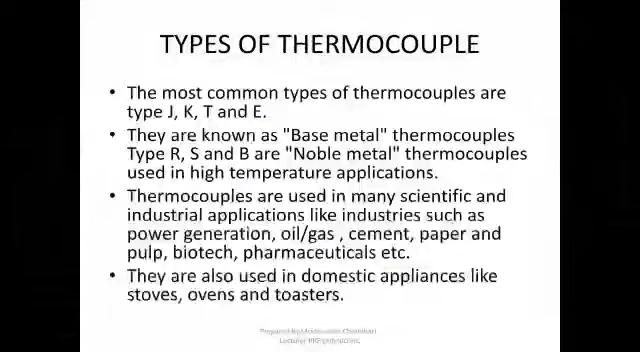 TYPES OF THERMOCOUPLE
• The most common types of thermocouples are
type J, K, T and E.
• They are known as "Base metal" thermocouples
Type R, S and B are "Noble metal" thermocouples
used in high temperature applications.
• Thermocouples are used in many scientific and
industrial applications like industries such as
power generation, oil/gas , cement, paper and
pulp, biotech, pharmaceuticals etc.
• They are also used in domestic appliances like
stoves, ovens and toasters.
Prepared By
Lecturer